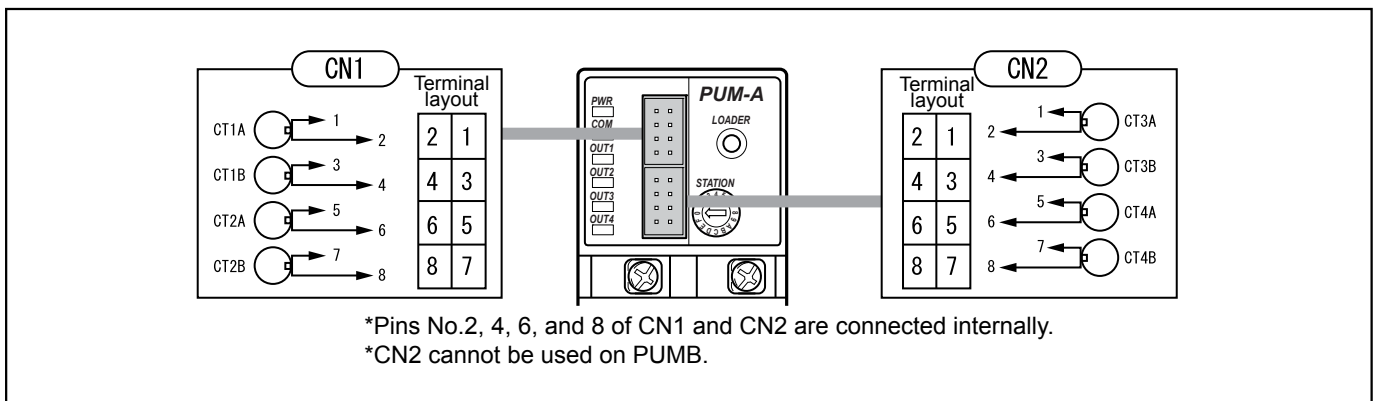 CN1
Terminal
layout
CT1A 1
2
CT1B 3
4
CT2A 5
6
CT2B 7
8
2 1
4 3
6 5
8 7
PUM-A
PWR
COM
OUT1
OUT2
OUT3
OUT4
LOADER
STATION
CN2
Terminal
layout
2 1
4 3
6 5
8 7
1 CT3A
2
3 CT3B
4
5 CT4A
6
7 CT4B
8
*Pins No.2, 4, 6, and 8 of CN1 and CN2 are connected internally.
*CN2 cannot be used on PUMB.